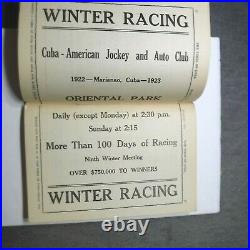 WINTER RACING
Cuba-American Jockey and Auto Club
1922—Marianao, Cuba—1923
ORIENTAL PARK
Daily (except Monday) at 2:30 p.m.
Sunday at 2:15
More Than 100 Days of Racing
Ninth Winter Meeting
OVER $750,000 TO WINNERS
WINTER RACING